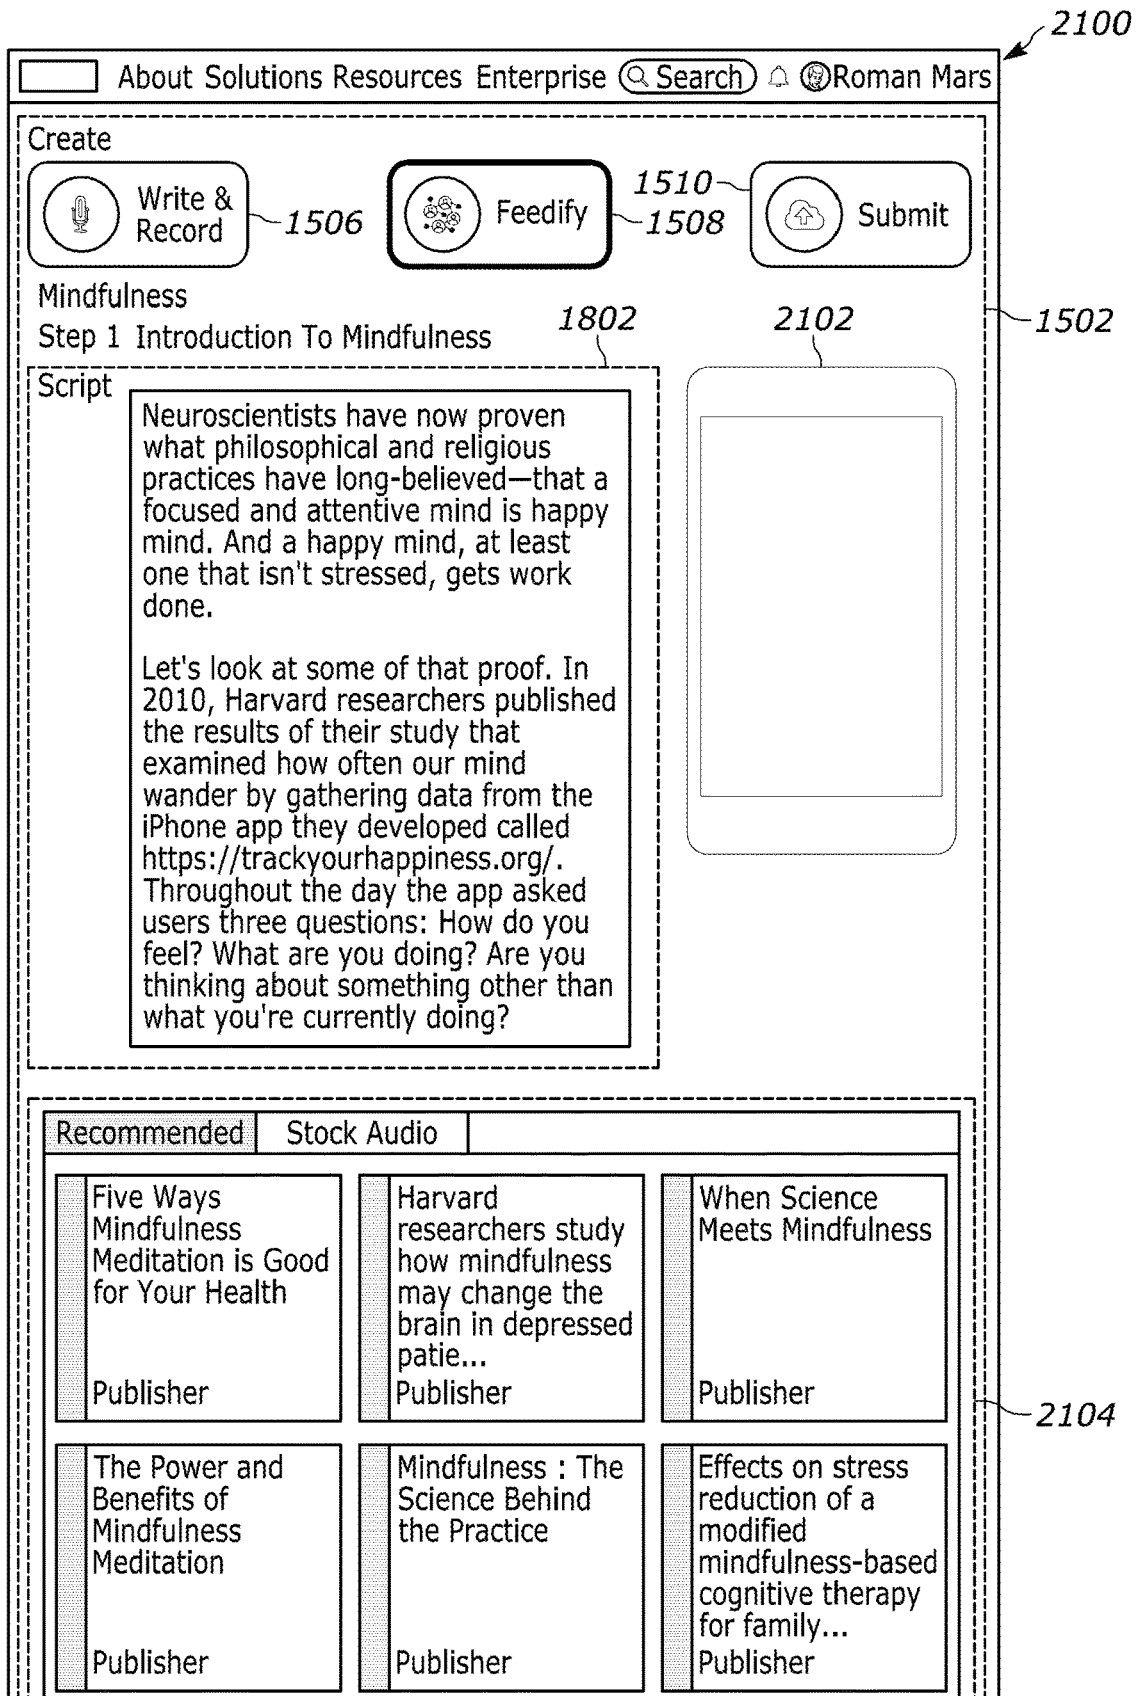 2100
About Solutions Resources Enterprise Search Roman Mars
Create
Write &
Record
1506
Feedify
1508
1510
Submit
Mindfulness
Step 1 Introduction To Mindfulness
1802
2102
1502
Script
Neuroscientists have now proven
what philosophical and religious
practices have long-believed—that a
focused and attentive mind is happy
mind. And a happy mind, at least
one that isn't stressed, gets work
done.
Let's look at some of that proof. In
2010, Harvard researchers published
the results of their study that
examined how often our mind
wander by gathering data from the
iPhone app they developed called
https://trackyourhappiness.org/.
Throughout the day the app asked
users three questions: How do you
feel? What are you doing? Are you
thinking about something other than
what you're currently doing?
Recommended
Stock Audio
Five Ways
Mindfulness
Meditation is Good
for Your Health
Publisher
Harvard
researchers study
how mindfulness
may change the
brain in depressed
patie...
Publisher
When Science
Meets Mindfulness
Publisher
2104
The Power and
Benefits of
Mindfulness
Meditation
Publisher
Mindfulness : The
Science Behind
the Practice
Publisher
Effects on stress
reduction of a
modified
mindfulness-based
cognitive therapy
for family...
Publisher